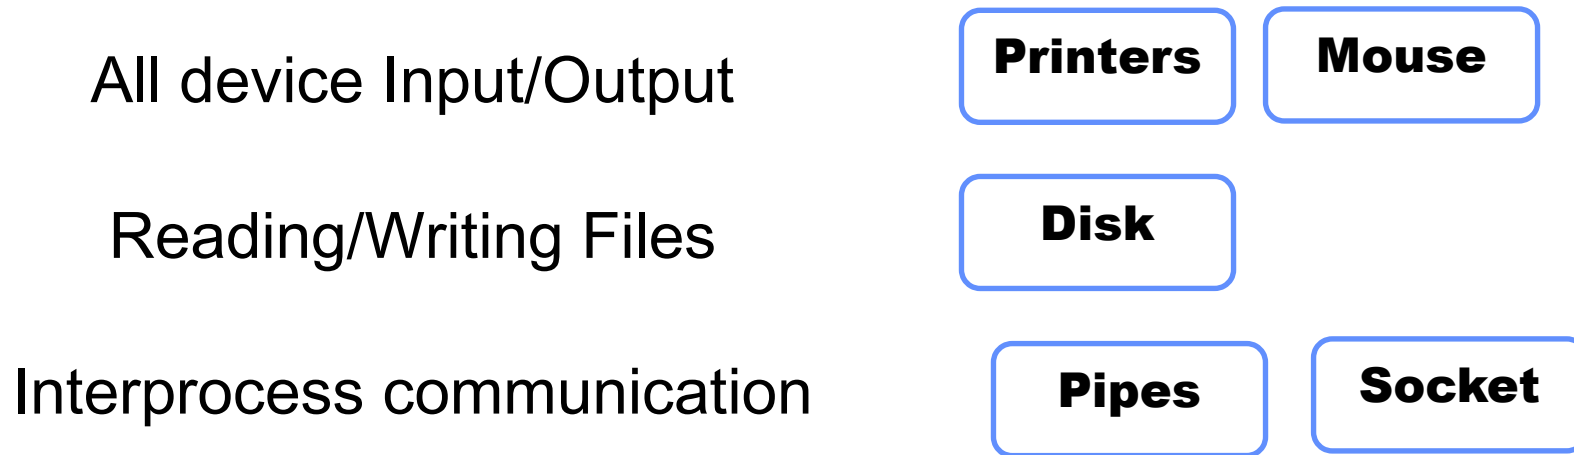 All device Input/Output
Printers
Mouse
Reading/Writing Files
Disk
Interprocess communication
Pipes
Socket